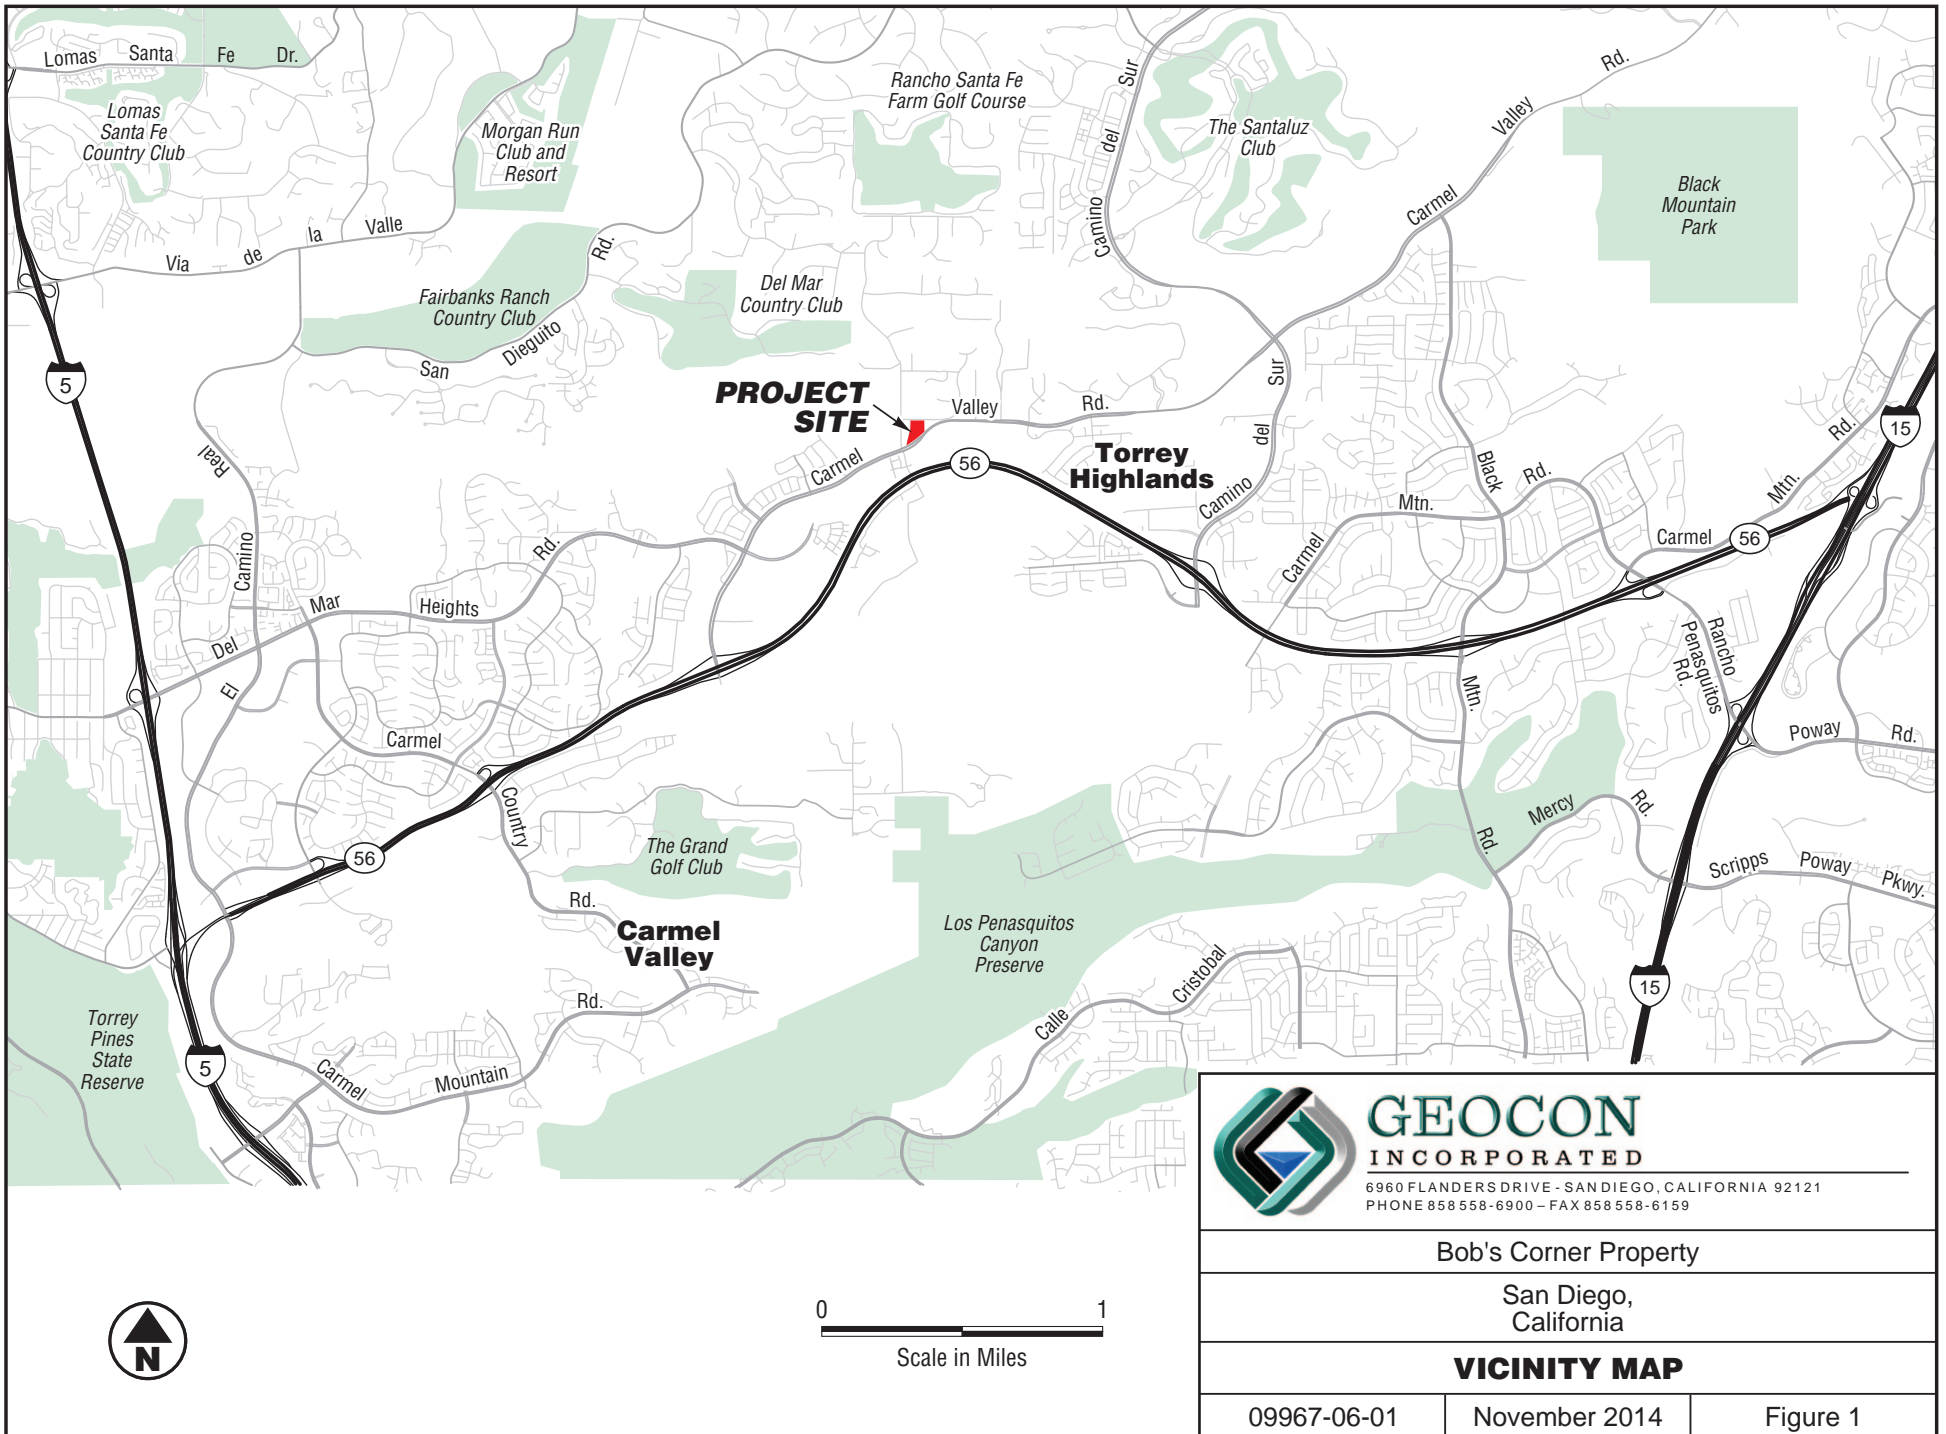 Lomas Santa Fe Dr.
Lomas
Santa Fe
Country Club
Morgan Run
Club and
Resort
Rancho Santa Fe
Farm Golf Course
Camino del Sur
The Santaluz
Club
Carmel Valley Rd.
Black
Mountain
Park
Via de la Valle
Fairbanks Ranch
Country Club
San Dieguito Rd.
Del Mar
Country Club
5
PROJECT
SITE
Carmel Valley Rd.
56
Torrey
Highlands
Camino del Sur
Carmel Mtn. Rd.
Black Mtn. Rd.
Carmel Mtn. Rd.
56
15
El Camino Real
Del Mar Heights Rd.
Rancho
Penasquitos
Rd.
Poway Rd.
Carmel Country Rd.
56
The Grand
Golf Club
Carmel
Valley
Mercy Rd.
Scripps Poway Pkwy.
Los Penasquitos
Canyon
Preserve
Calle Cristobal
15
Torrey
Pines
State
Reserve
5
Carmel Mountain Rd.
GEOCON
INCORPORATED
6960 FLANDERS DRIVE - SAN DIEGO, CALIFORNIA 92121
PHONE 858 558-6900 – FAX 858 558-6159
Bob's Corner Property
San Diego,
California
VICINITY MAP
09967-06-01 November 2014 Figure 1
N
0 1
Scale in Miles